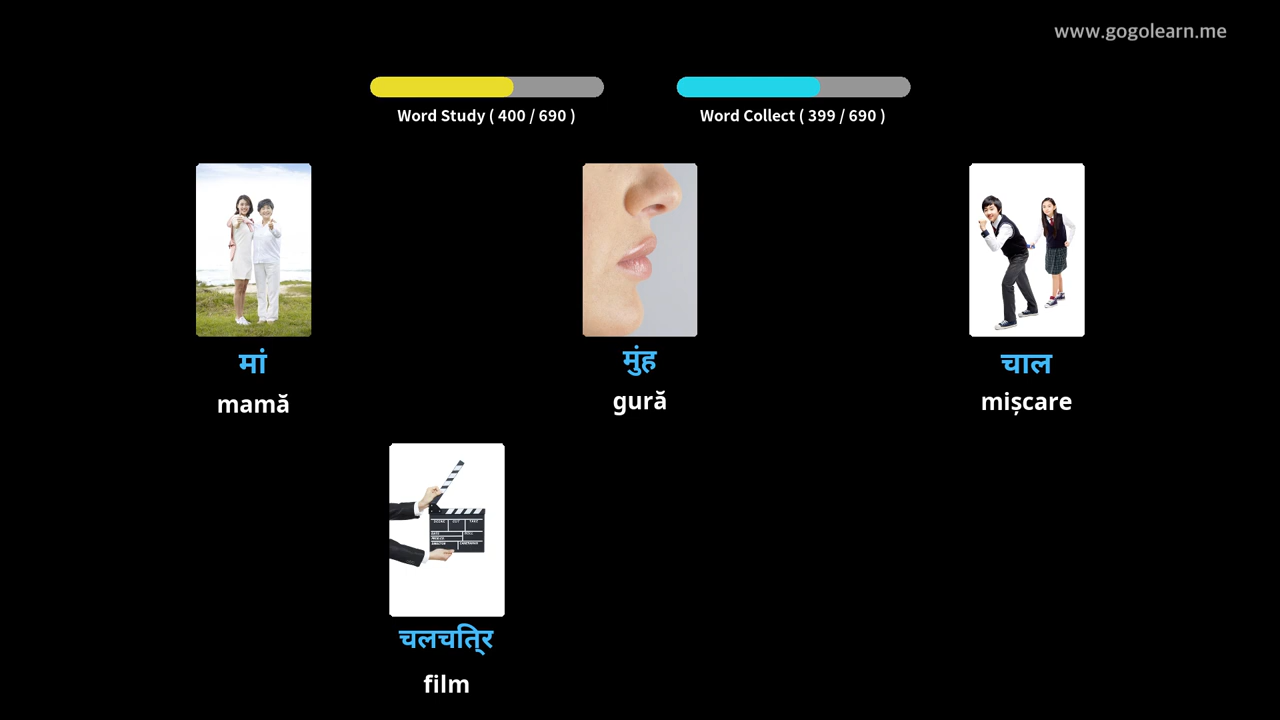 www.gogolearn.me
Word Study ( 400 / 690 )
Word Collect ( 399 / 690 )
मां
mamă
मुंह
gură
चाल
mișcare
चलचित्र
film